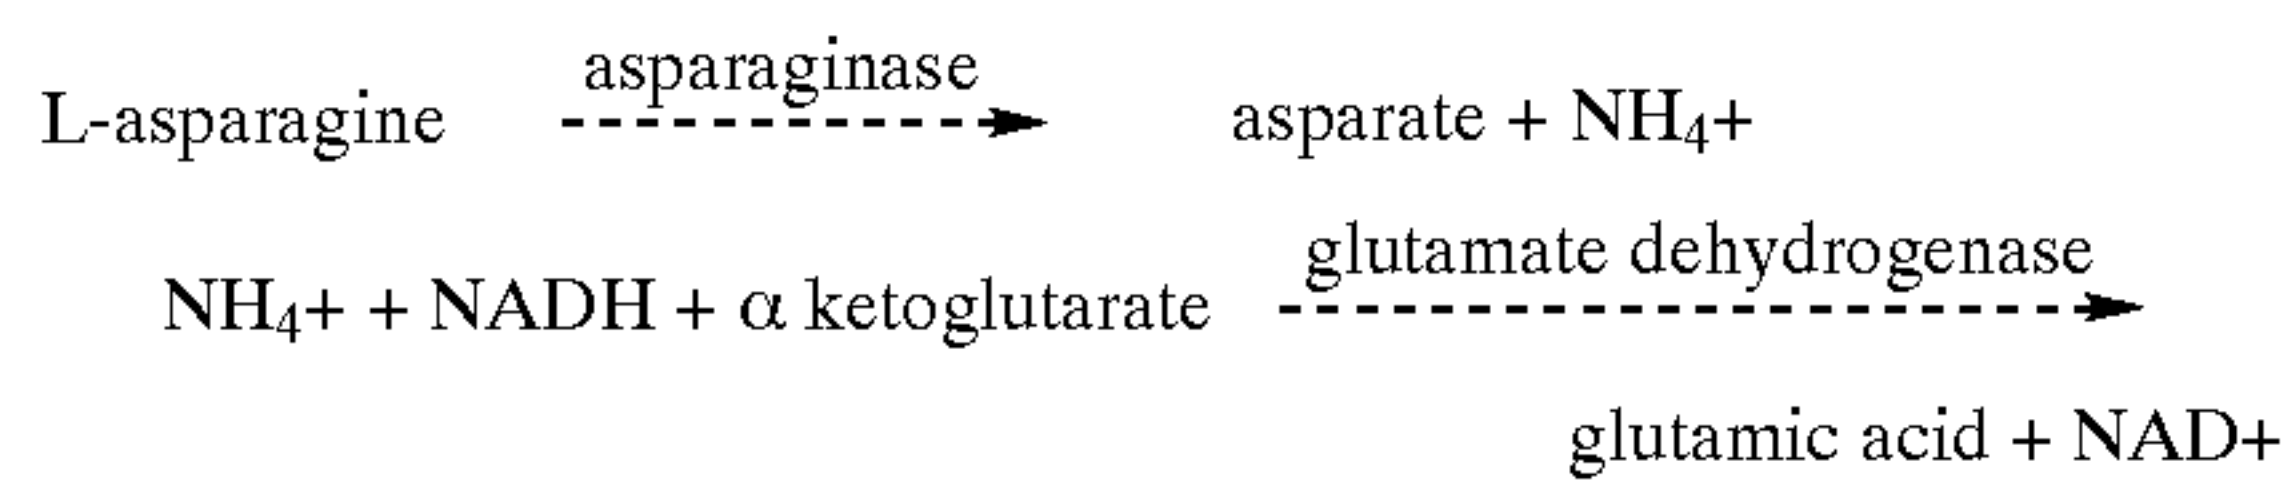 asparaginase
L-asparagine asparate + NH₄+
glutamate dehydrogenase
NH₄+ + NADH + α ketoglutarate
glutamic acid + NAD+